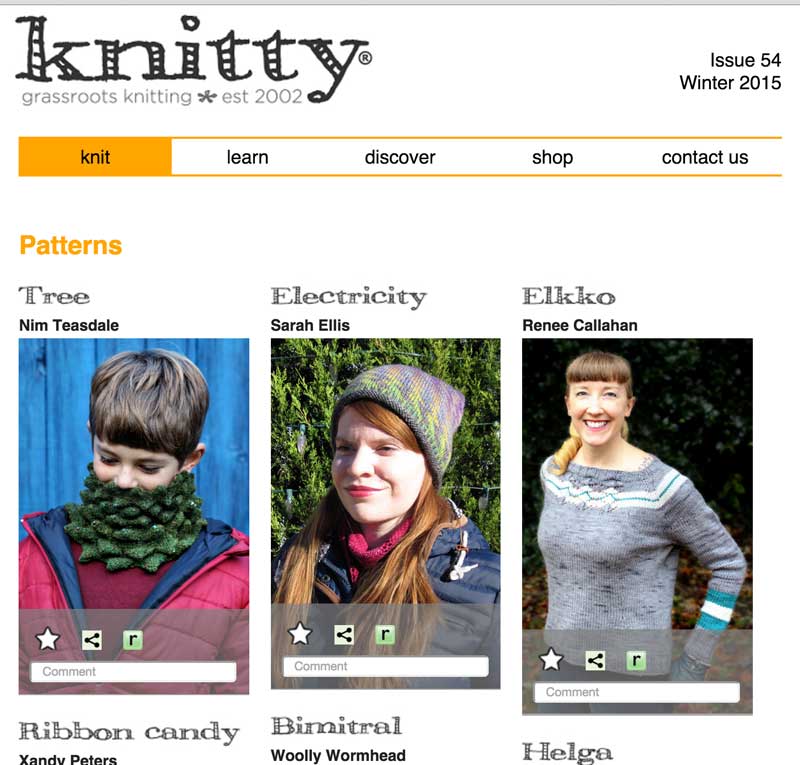 knitty®
grassroots knitting * est 2002
Issue 54
Winter 2015
knit
learn
discover
shop
contact us
Patterns
Tree
Nim Teasdale
Electricity
Sarah Ellis
Elkko
Renee Callahan
r
Comment
r
Comment
r
Comment
Ribbon candy
Xandy Peters
Bimitral
Woolly Wormhead
Helga